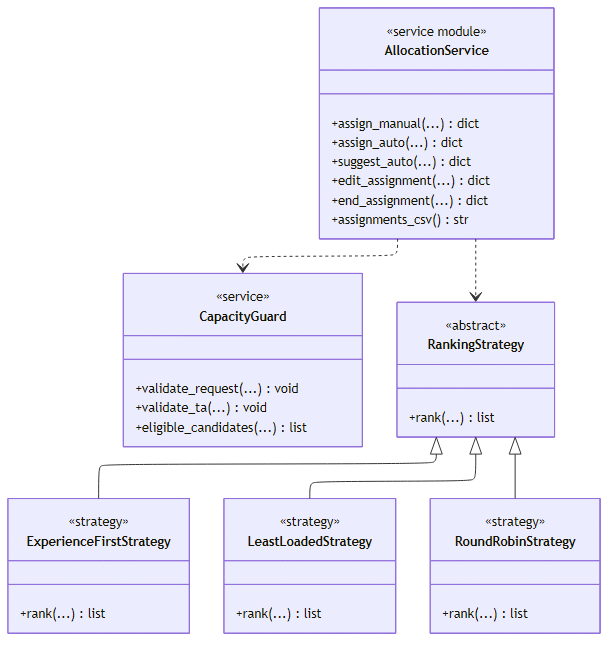 «service module»
AllocationService
+assign_manual(...) : dict
+assign_auto(...) : dict
+suggest_auto(...) : dict
+edit_assignment(...) : dict
+end_assignment(...) : dict
+assignments_csv() : str
«service»
CapacityGuard
+validate_request(...) : void
+validate_ta(...) : void
+eligible_candidates(...) : list
«abstract»
RankingStrategy
+rank(...) : list
«strategy»
ExperienceFirstStrategy
+rank(...) : list
«strategy»
LeastLoadedStrategy
+rank(...) : list
«strategy»
RoundRobinStrategy
+rank(...) : list